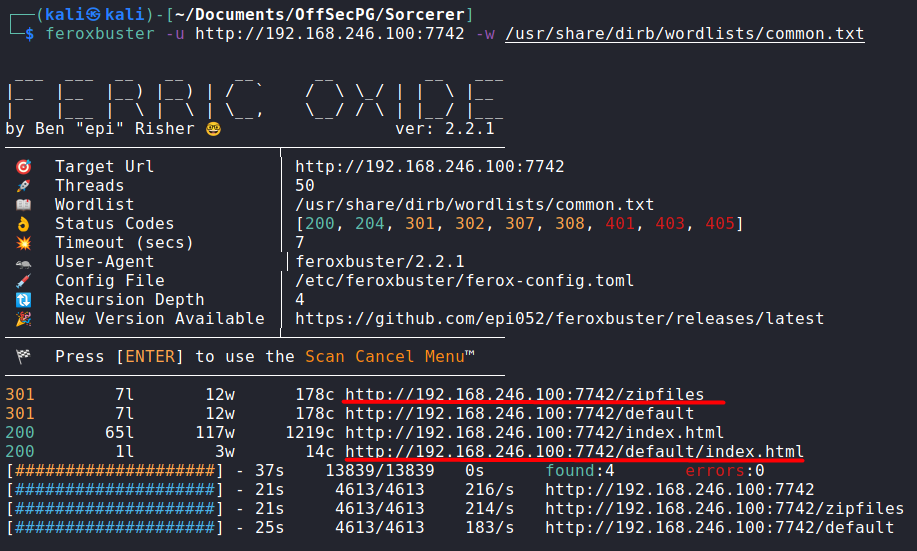 ┌──(kali㉿kali)-[~/Documents/OffSecPG/Sorcerer]
└─$ feroxbuster -u http://192.168.246.100:7742 -w /usr/share/dirb/wordlists/common.txt
FERRIC OXIDE
by Ben "epi" Risher 🤓 ver: 2.2.1
🎯 Target Url │ http://192.168.246.100:7742
🚀 Threads │ 50
📖 Wordlist │ /usr/share/dirb/wordlists/common.txt
👌 Status Codes │ [200, 204, 301, 302, 307, 308, 401, 403, 405]
💥 Timeout (secs) │ 7
🦡 User-Agent │ feroxbuster/2.2.1
💉 Config File │ /etc/feroxbuster/ferox-config.toml
🔃 Recursion Depth │ 4
🎉 New Version Available │ https://github.com/epi052/feroxbuster/releases/latest
🏁 Press [ENTER] to use the Scan Cancel Menu™
301 7l 12w 178c http://192.168.246.100:7742/zipfiles
301 7l 12w 178c http://192.168.246.100:7742/default
200 65l 117w 1219c http://192.168.246.100:7742/index.html
200 1l 3w 14c http://192.168.246.100:7742/default/index.html
[####################] - 37s 13839/13839 0s found:4 errors:0
[####################] - 21s 4613/4613 216/s http://192.168.246.100:7742
[####################] - 21s 4613/4613 214/s http://192.168.246.100:7742/zipfiles
[####################] - 25s 4613/4613 183/s http://192.168.246.100:7742/default